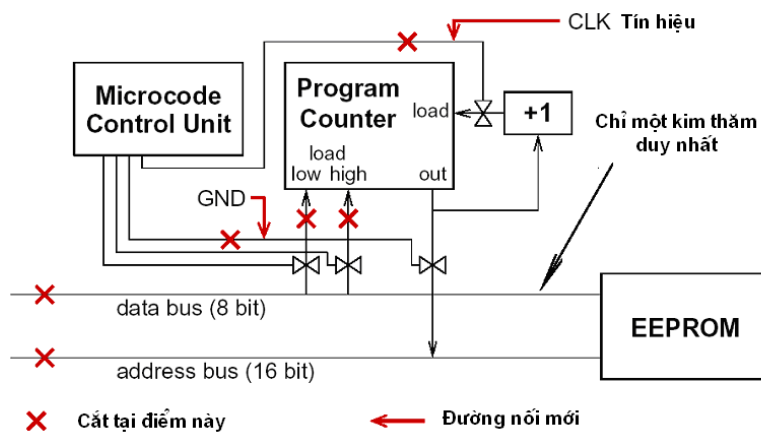 CLK Tín hiệu
Microcode
Control Unit
Program
Counter
load
+1
Chỉ một kim thăm
duy nhất
load
low high
out
GND
data bus (8 bit)
EEPROM
address bus (16 bit)
Cắt tại điểm này
Đường nối mới